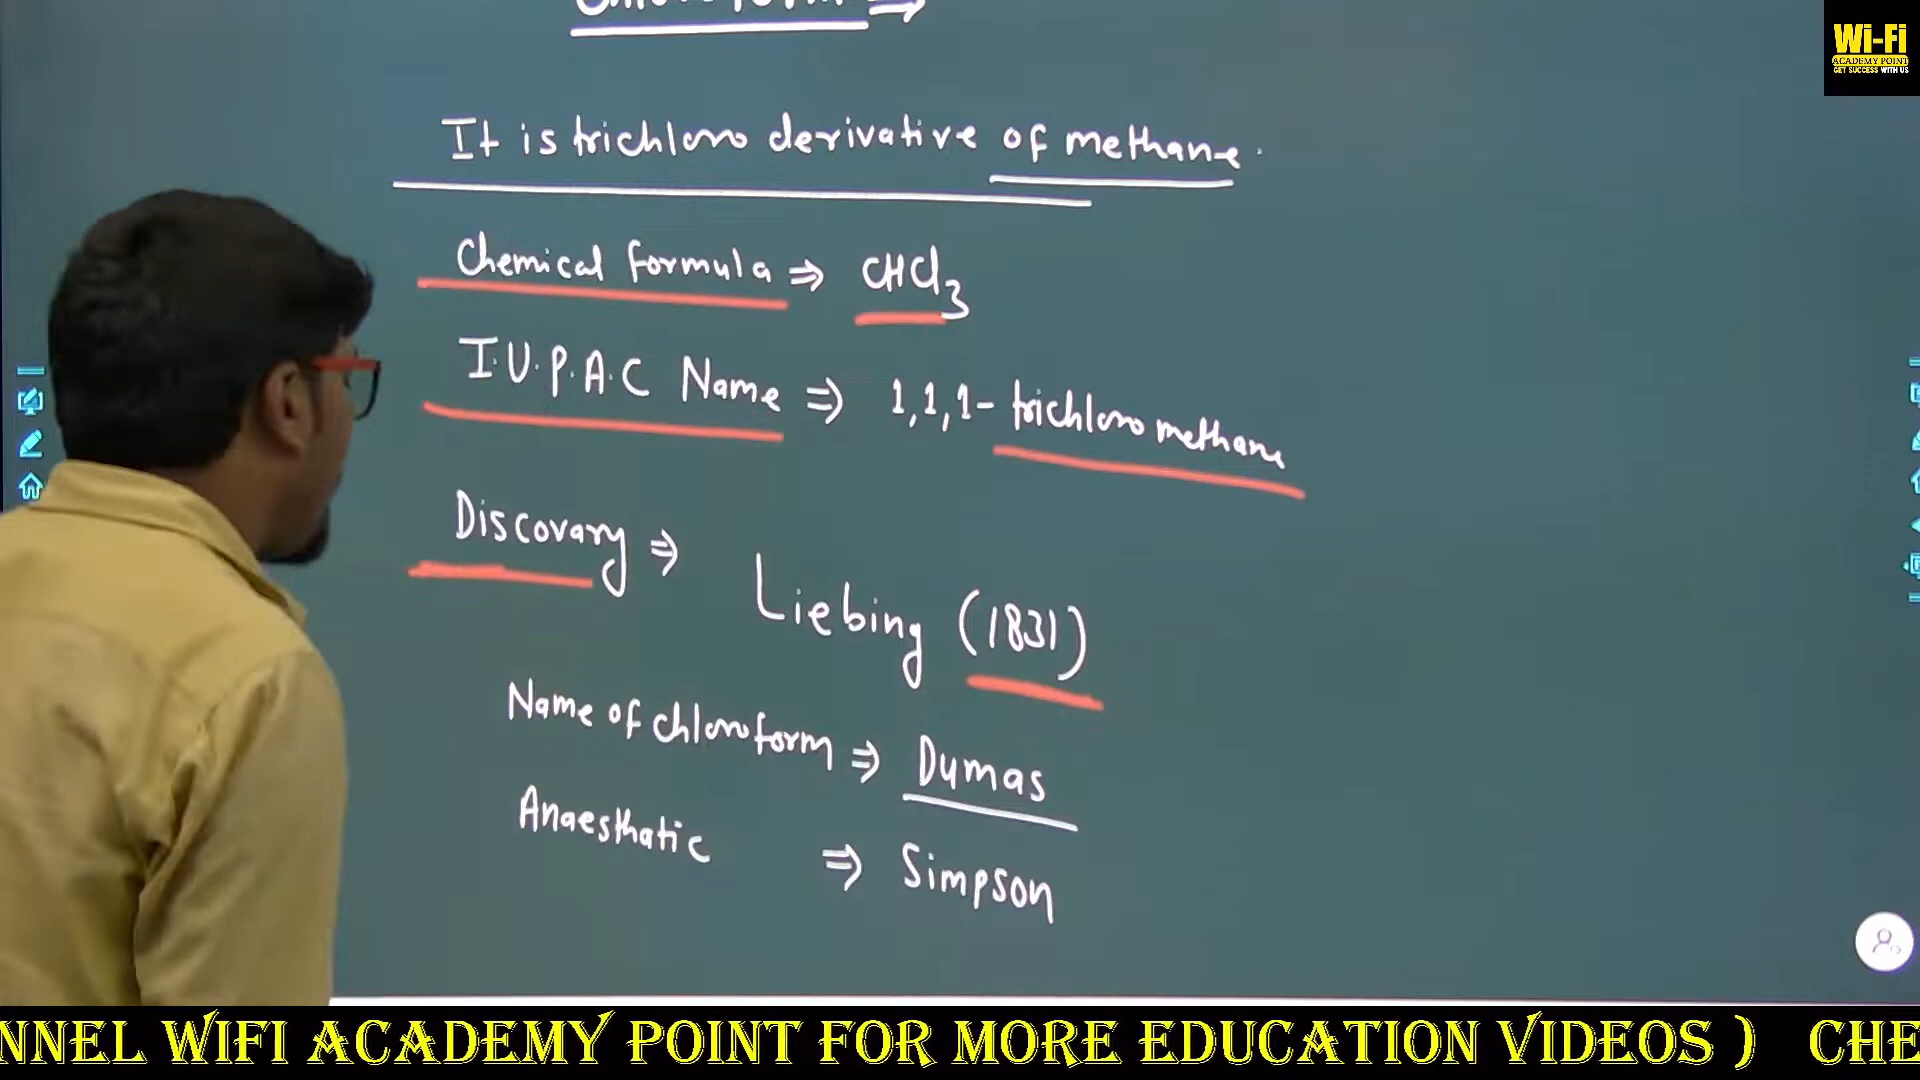 Chloroform ⇒
Wi-Fi
ACADEMY POINT
GET SUCCESS WITH US
It is trichloro derivative of methane.
Chemical formula ⇒ CHCl₃
I.U.P.A.C Name ⇒ 1,1,1- trichloro methane
Discovary ⇒ Liebing (1831)
Name of chloroform ⇒ Dumas
Anaesthatic ⇒ Simpson
NNEL WIFI ACADEMY POINT FOR MORE EDUCATION VIDEOS ) CHE